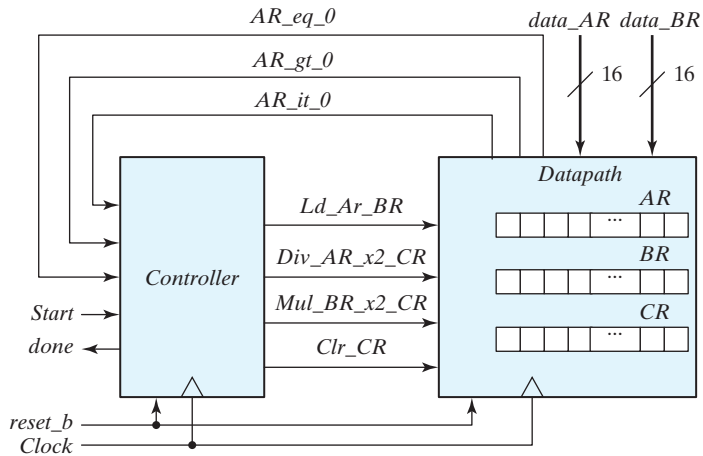 AR_eq_0
data_AR
data_BR
AR_gt_0
16
16
AR_it_0
Datapath
AR
Ld_Ar_BR
...
BR
Controller
Div_AR_x2_CR
...
Mul_BR_x2_CR
CR
Start
...
done
Clr_CR
reset_b
Clock